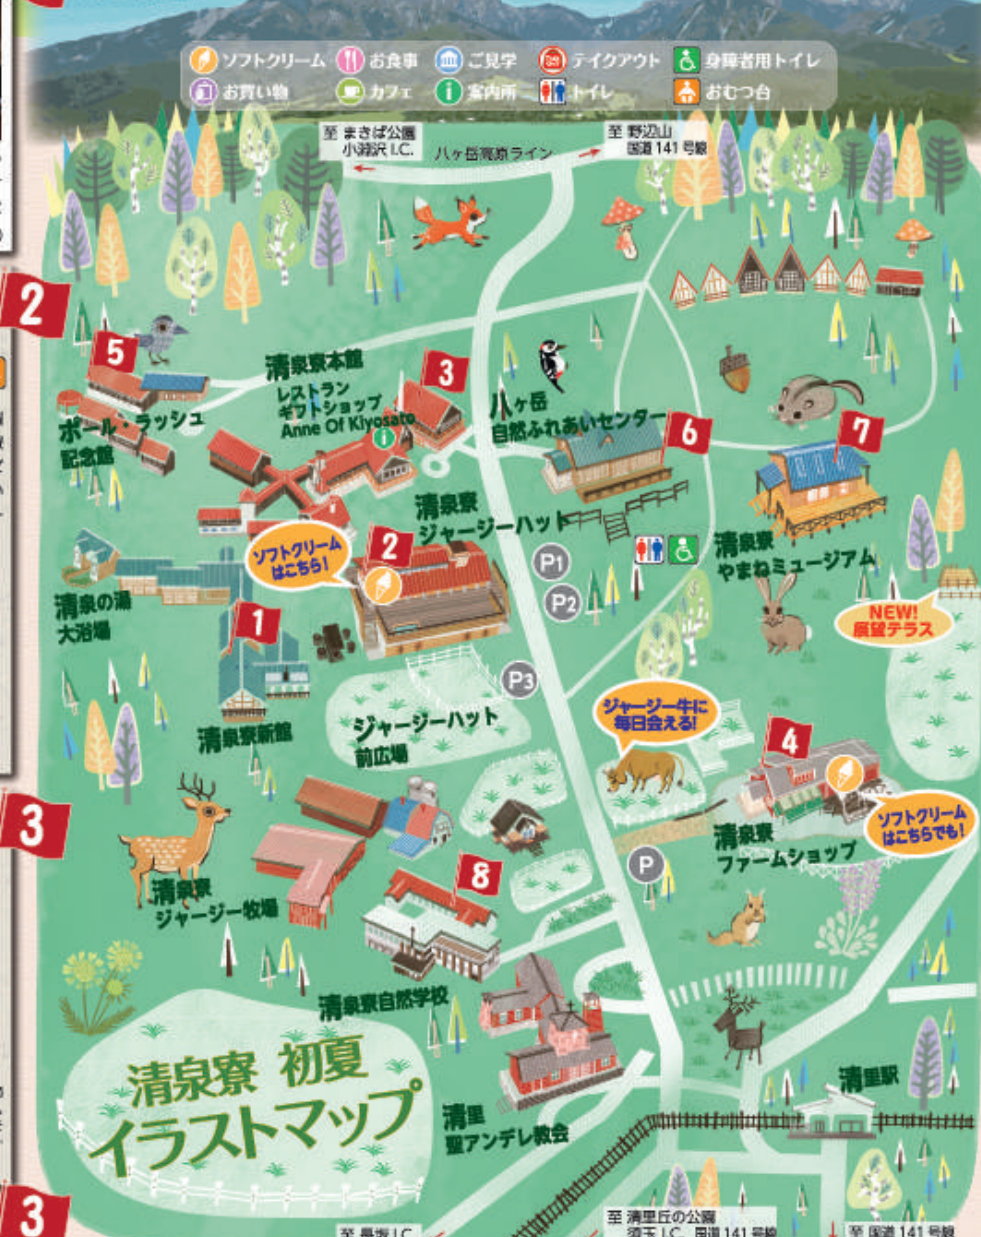 ソフトクリーム
お食事
ご見学
テイクアウト
身障者用トイレ
お買い物
カフェ
案内所
トイレ
おむつ台
至 まきば公園
小淵沢 I.C.
八ヶ岳高原ライン
至 野辺山
国道 141 号線
2
5
ポール・ラッシュ
記念館
清泉寮本館
レストラン
ギフトショップ
Anne Of Kiyosato
3
八ヶ岳
自然ふれあいセンター
6
7
清泉寮
やまねミュージアム
清泉寮
ジャージーハット
ソフトクリーム
はこちら!
2
P1
P2
P3
清泉の湯
大浴場
1
清泉寮新館
NEW!
展望テラス
ジャージーハット
前広場
ジャージー牛に
毎日会える!
4
清泉寮
ファームショップ
ソフトクリーム
はこちらでも!
3
P
清泉寮
ジャージー牧場
8
清泉寮自然学校
清泉寮 初夏
イラストマップ
清里
聖アンデレ教会
清里駅
3
至 長坂 I.C.
至 清里丘の公園
須玉 I.C. 国道 141 号線
至 国道 141 号線